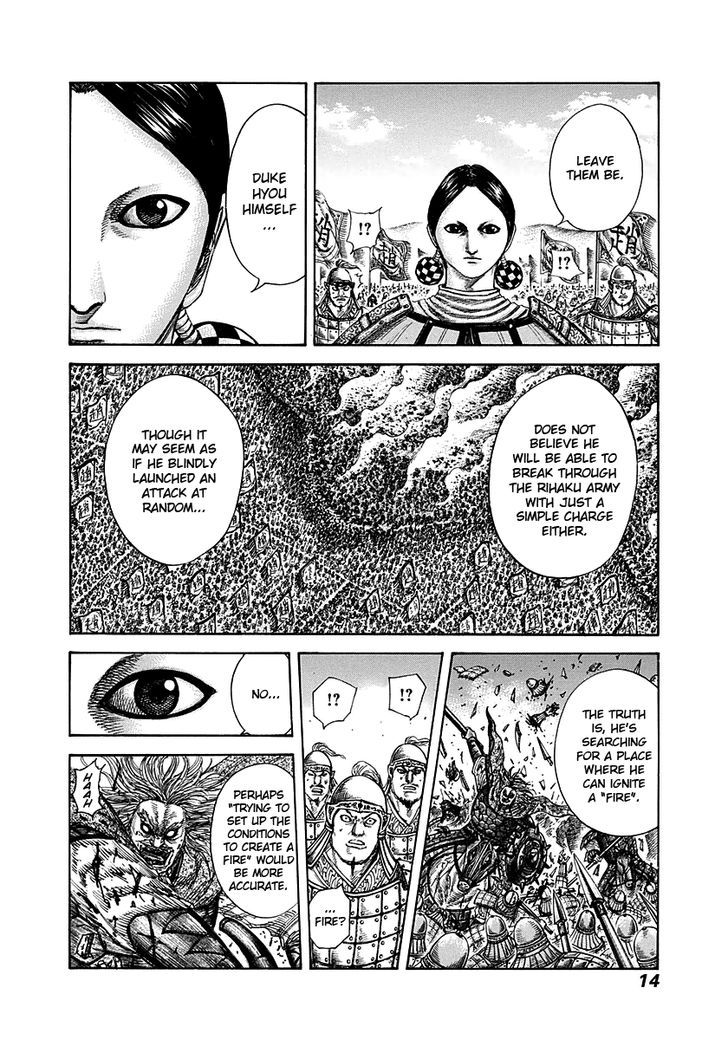 LEAVE
THEM BE.
!?
!?
趙
趙
DUKE
HYOU
HIMSELF
...
DOES NOT
BELIEVE HE
WILL BE ABLE TO
BREAK THROUGH
THE RIHAKU ARMY
WITH JUST A
SIMPLE CHARGE
EITHER.
THOUGH IT
MAY SEEM AS
IF HE BLINDLY
LAUNCHED AN
ATTACK AT
RANDOM...
THE TRUTH
IS, HE'S
SEARCHING
FOR A PLACE
WHERE HE
CAN IGNITE
A "FIRE".
!?
!?
...
FIRE?
NO...
PERHAPS
"TRYING TO
SET UP THE
CONDITIONS
TO CREATE A
FIRE" WOULD
BE MORE
ACCURATE.
HAAH
14